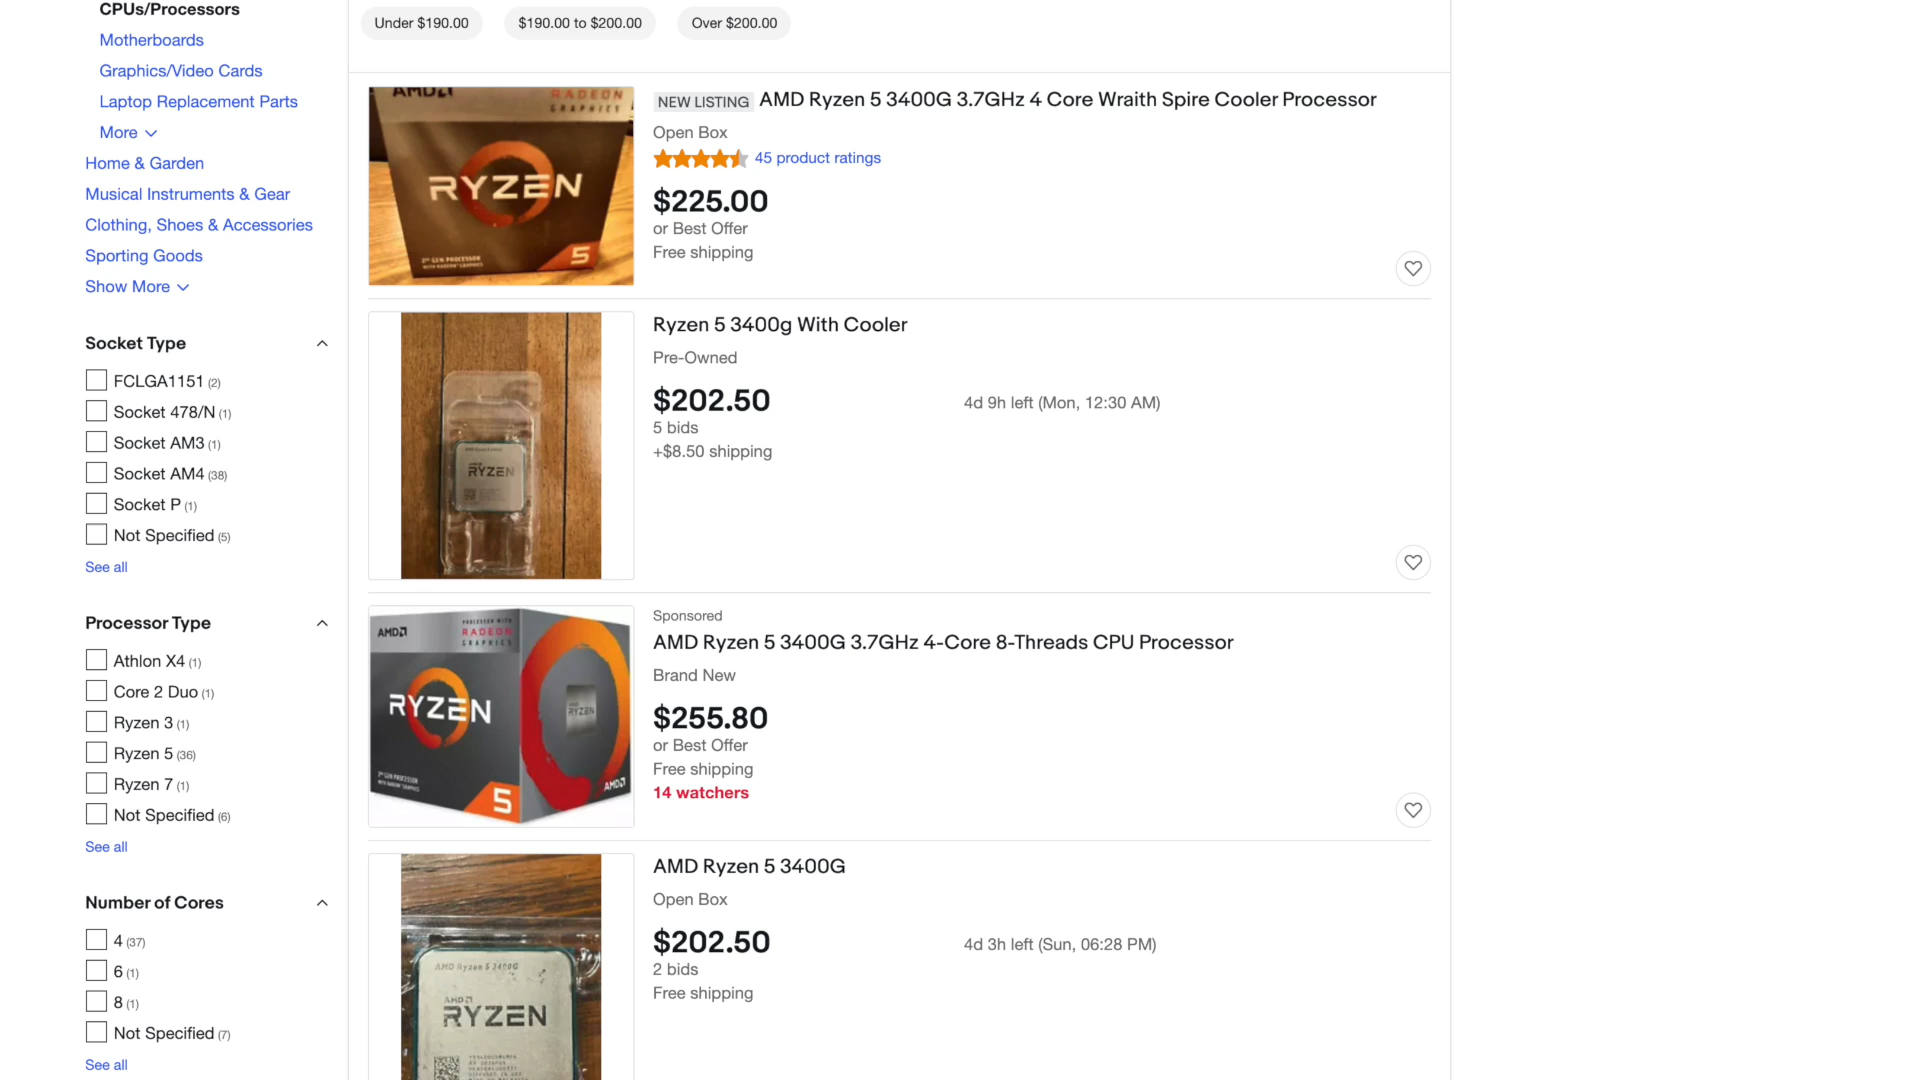 CPUs/Processors
Motherboards
Graphics/Video Cards
Laptop Replacement Parts
More
Home & Garden
Musical Instruments & Gear
Clothing, Shoes & Accessories
Sporting Goods
Show More
Socket Type
FCLGA1151 (2)
Socket 478/N (1)
Socket AM3 (1)
Socket AM4 (38)
Socket P (1)
Not Specified (5)
See all
Processor Type
Athlon X4 (1)
Core 2 Duo (1)
Ryzen 3 (1)
Ryzen 5 (36)
Ryzen 7 (1)
Not Specified (6)
See all
Number of Cores
4 (37)
6 (1)
8 (1)
Not Specified (7)
See all
Under $190.00
$190.00 to $200.00
Over $200.00
AMD
RADEON
GRAPHICS
RYZEN
2ND GEN PROCESSOR
WITH RADEON™ GRAPHICS
5
NEW LISTING AMD Ryzen 5 3400G 3.7GHz 4 Core Wraith Spire Cooler Processor
Open Box
45 product ratings
$225.00
or Best Offer
Free shipping
RYZEN
Ryzen 5 3400g With Cooler
Pre-Owned
$202.50
4d 9h left (Mon, 12:30 AM)
5 bids
+$8.50 shipping
AMD
PROCESSOR WITH
RADEON
GRAPHICS
RYZEN
RYZEN
5
AMD
Sponsored
AMD Ryzen 5 3400G 3.7GHz 4-Core 8-Threads CPU Processor
Brand New
$255.80
or Best Offer
Free shipping
14 watchers
AMD Ryzen 5 3400G
AMD
RYZEN
AMD Ryzen 5 3400G
Open Box
$202.50
4d 3h left (Sun, 06:28 PM)
2 bids
Free shipping